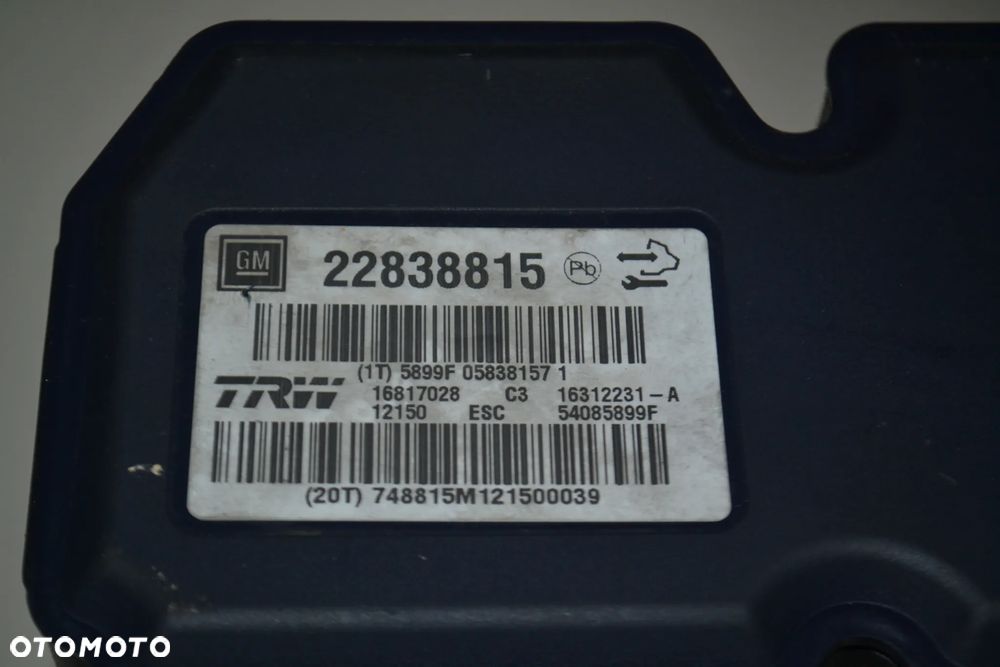 GM 22838815 Pb
(1T) 5899F 05838157 1
TRW
16817028 C3 16312231-A
12150 ESC 54085899F
(20T) 748815M121500039
OTOMOTO